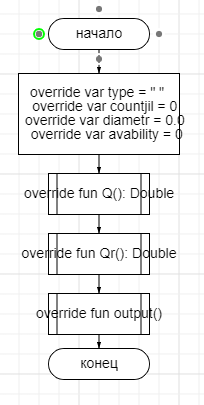 начало
override var type = " "
override var countjil = 0
override var diametr = 0.0
override var avability = 0
override fun Q(): Double
override fun Qr(): Double
override fun output()
конец